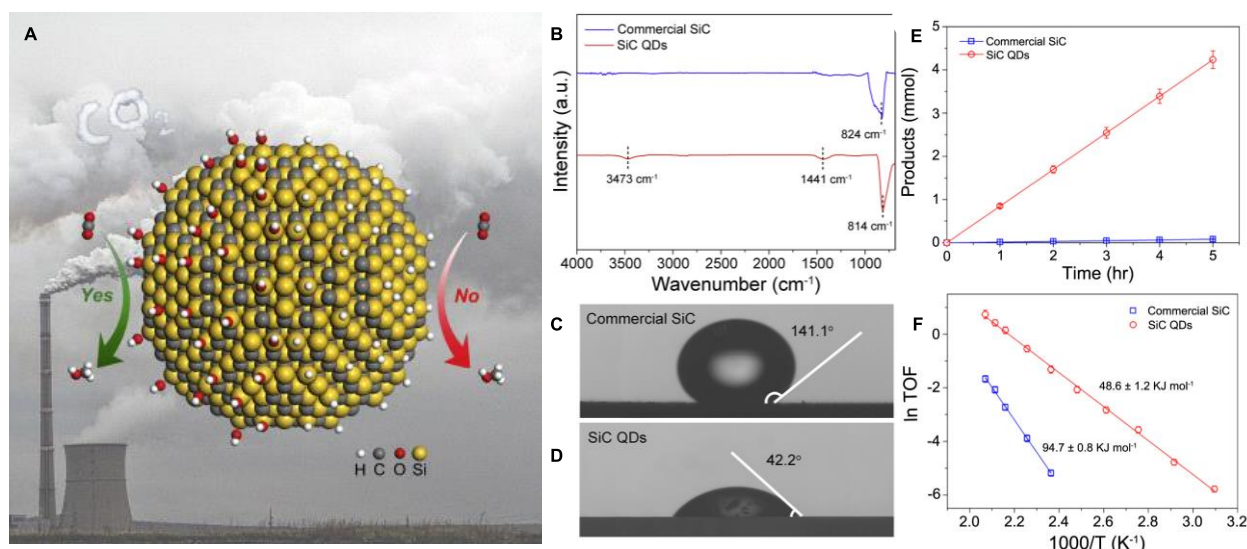 A
CO2
Yes
No
H C O Si
B
Commercial SiC
SiC QDs
Intensity (a.u.)
824 cm-1
3473 cm-1
1441 cm-1
814 cm-1
4000 3500 2500 1500 1000
Wavenumber (cm-1)
C
Commercial SiC
141.1°
D
SiC QDs
42.2°
E
Commercial SiC
SiC QDs
Products (mmol)
5
4
3
2
1
0
0 1 2 3 4 5
Time (hr)
F
Commercial SiC
SiC QDs
ln TOF
0
-2
-4
-6
48.6 ± 1.2 KJ mol-1
94.7 ± 0.8 KJ mol-1
2.0 2.2 2.4 2.6 2.8 3.0 3.2
1000/T (K-1)